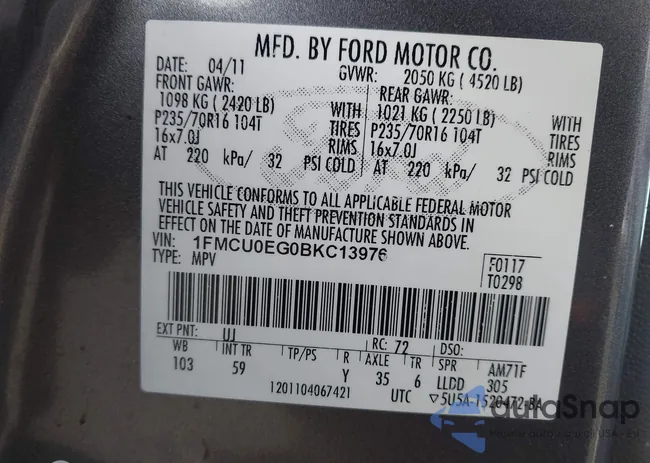 MFD. BY FORD MOTOR CO.
DATE: 04/11 GVWR: 2050 KG ( 4520 LB)
FRONT GAWR: REAR GAWR:
1098 KG ( 2420 LB) WITH 1021 KG ( 2250 LB) WITH
P235/70R16 104T TIRES P235/70R16 104T TIRES
16x7.0J RIMS 16x7.0J RIMS
AT 220 kPa/ 32 PSI COLD AT 220 kPa/ 32 PSI COLD
THIS VEHICLE CONFORMS TO ALL APPLICABLE FEDERAL MOTOR
VEHICLE SAFETY AND THEFT PREVENTION STANDARDS IN
EFFECT ON THE DATE OF MANUFACTURE SHOWN ABOVE.
VIN: 1FMCU0EG0BKC13976
TYPE: MPV
F0117
T0298
EXT PNT: UJ RC: 72 DSO:
WB INT TR TP/PS R AXLE TR SPR AM71F
103 59 Y 35 6 LLDD 305
1201104067421 UTC ▽5U5A-1520472-BA
autoSnap